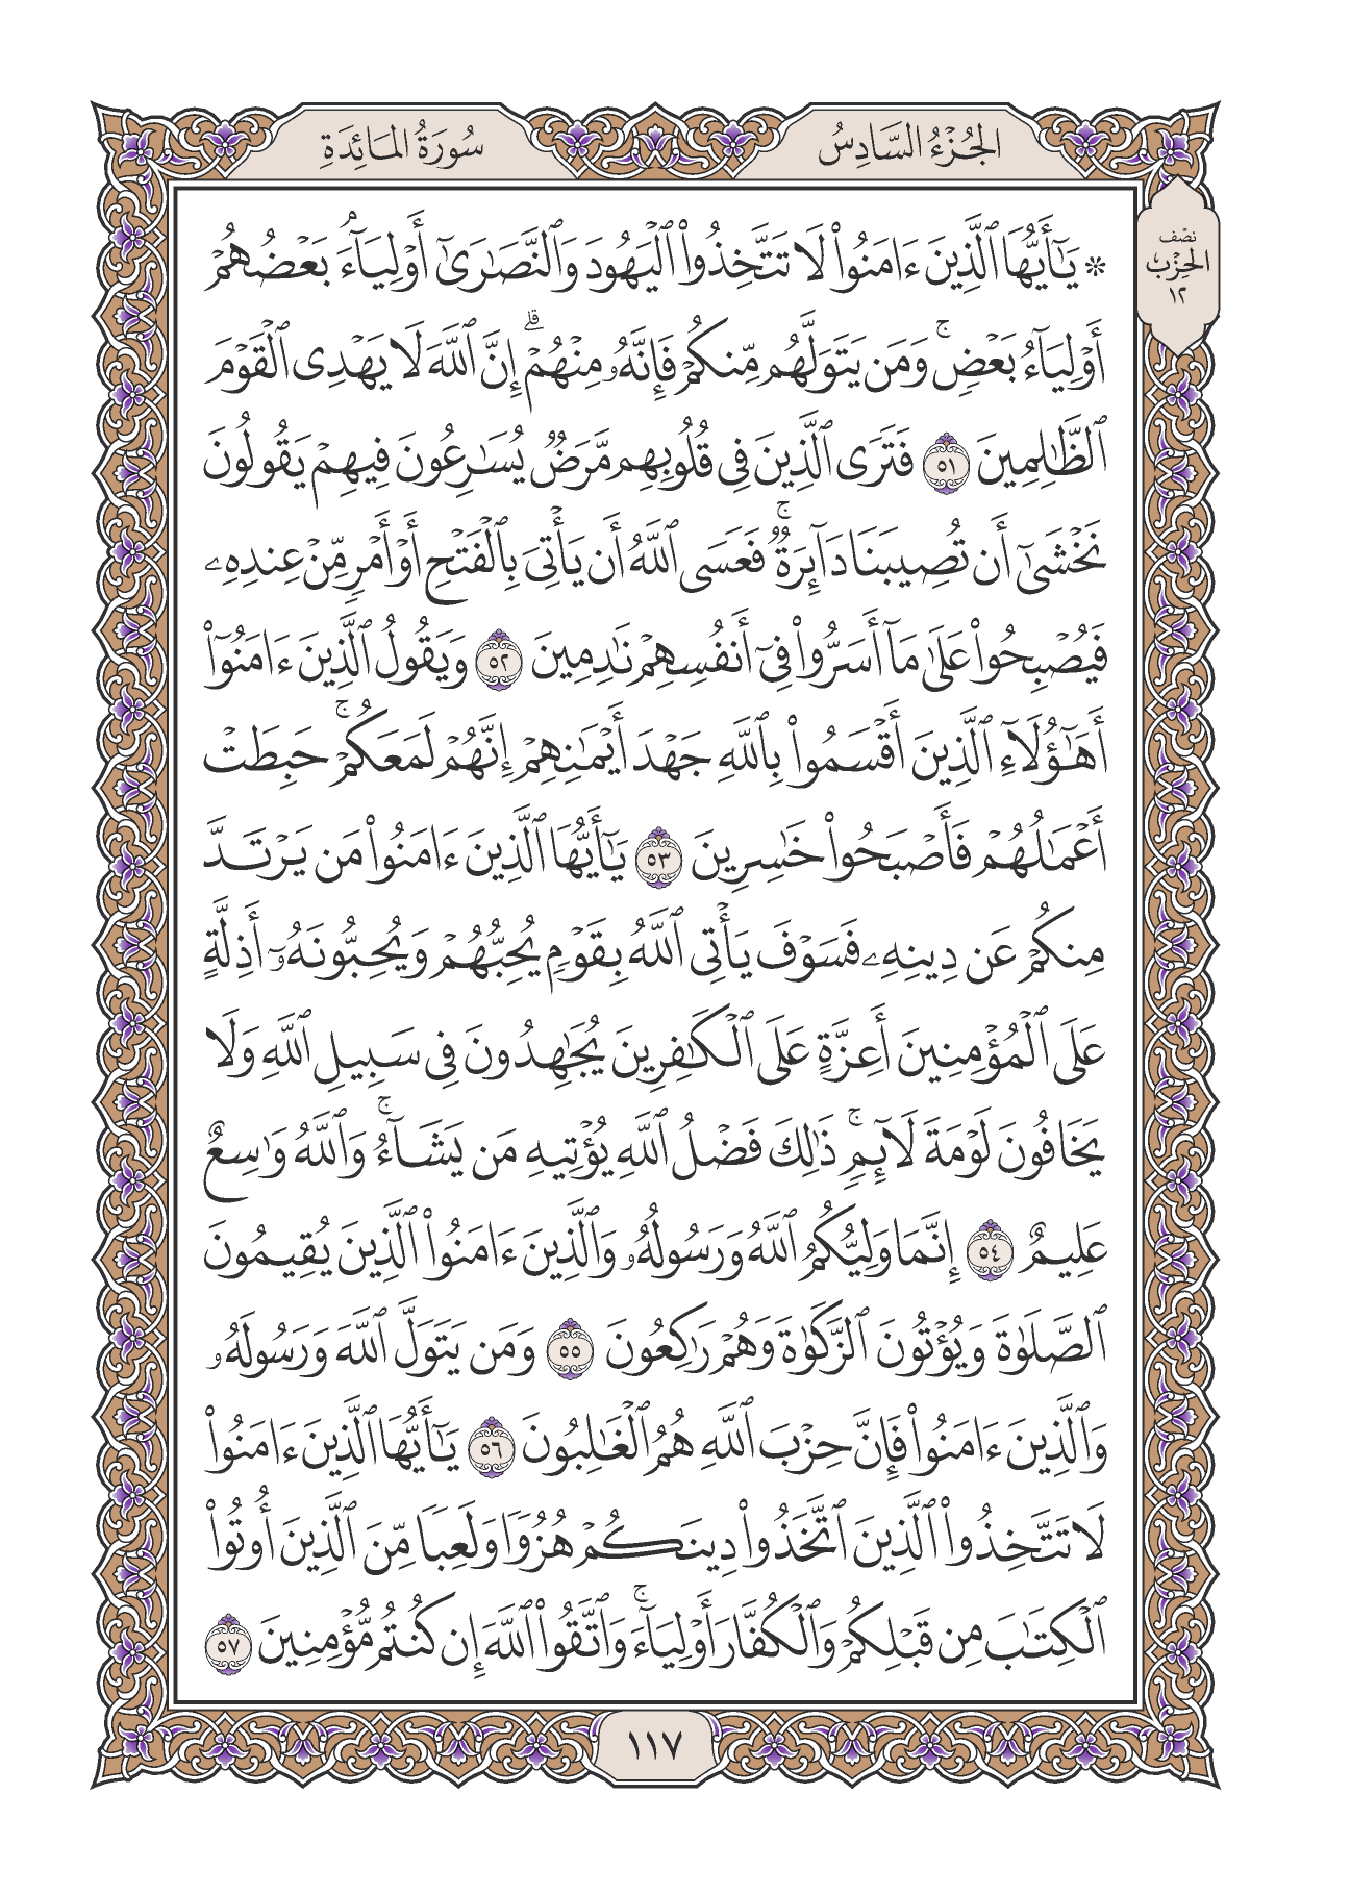 الجُزْءُ السَّادِسُ
سُورَةُ المَائِدَةِ
نِصْف
الحِزْب
١٢
۞ يَٰٓأَيُّهَا ٱلَّذِينَ ءَامَنُوا۟ لَا تَتَّخِذُوا۟ ٱلْيَهُودَ وَٱلنَّصَٰرَىٰٓ أَوْلِيَآءَ ۘ بَعْضُهُمْ
أَوْلِيَآءُ بَعْضٍ ۚ وَمَن يَتَوَلَّهُم مِّنكُمْ فَإِنَّهُۥ مِنْهُمْ ۗ إِنَّ ٱللَّهَ لَا يَهْدِى ٱلْقَوْمَ
ٱلظَّٰلِمِينَ ٥١ فَتَرَى ٱلَّذِينَ فِى قُلُوبِهِم مَّرَضٌ يُسَٰرِعُونَ فِيهِمْ يَقُولُونَ
نَخْشَىٰٓ أَن تُصِيبَنَا دَآئِرَةٌ ۚ فَعَسَى ٱللَّهُ أَن يَأْتِىَ بِٱلْفَتْحِ أَوْ أَمْرٍ مِّنْ عِندِهِۦ
فَيُصْبِحُوا۟ عَلَىٰ مَآ أَسَرُّوا۟ فِىٓ أَنفُسِهِمْ نَٰدِمِينَ ٥٢ وَيَقُولُ ٱلَّذِينَ ءَامَنُوٓا۟
أَهَٰٓؤُلَآءِ ٱلَّذِينَ أَقْسَمُوا۟ بِٱللَّهِ جَهْدَ أَيْمَٰنِهِمْ إِنَّهُمْ لَمَعَكُمْ ۚ حَبِطَتْ
أَعْمَٰلُهُمْ فَأَصْبَحُوا۟ خَٰسِرِينَ ٥٣ يَٰٓأَيُّهَا ٱلَّذِينَ ءَامَنُوا۟ مَن يَرْتَدَّ
مِنكُمْ عَن دِينِهِۦ فَسَوْفَ يَأْتِى ٱللَّهُ بِقَوْمٍ يُحِبُّهُمْ وَيُحِبُّونَهُۥٓ أَذِلَّةٍ
عَلَى ٱلْمُؤْمِنِينَ أَعِزَّةٍ عَلَى ٱلْكَٰفِرِينَ يُجَٰهِدُونَ فِى سَبِيلِ ٱللَّهِ وَلَا
يَخَافُونَ لَوْمَةَ لَآئِمٍ ۚ ذَٰلِكَ فَضْلُ ٱللَّهِ يُؤْتِيهِ مَن يَشَآءُ ۚ وَٱللَّهُ وَٰسِعٌ
عَلِيمٌ ٥٤ إِنَّمَا وَلِيُّكُمُ ٱللَّهُ وَرَسُولُهُۥ وَٱلَّذِينَ ءَامَنُوا۟ ٱلَّذِينَ يُقِيمُونَ
ٱلصَّلَوٰةَ وَيُؤْتُونَ ٱلزَّكَوٰةَ وَهُمْ رَٰكِعُونَ ٥٥ وَمَن يَتَوَلَّ ٱللَّهَ وَرَسُولَهُۥ
وَٱلَّذِينَ ءَامَنُوا۟ فَإِنَّ حِزْبَ ٱللَّهِ هُمُ ٱلْغَٰلِبُونَ ٥٦ يَٰٓأَيُّهَا ٱلَّذِينَ ءَامَنُوا۟
لَا تَتَّخِذُوا۟ ٱلَّذِينَ ٱتَّخَذُوا۟ دِينَكُمْ هُزُوًا وَلَعِبًا مِّنَ ٱلَّذِينَ أُوتُوا۟
ٱلْكِتَٰبَ مِن قَبْلِكُمْ وَٱلْكُفَّارَ أَوْلِيَآءَ ۚ وَٱتَّقُوا۟ ٱللَّهَ إِن كُنتُم مُّؤْمِنِينَ ٥٧
١١٧